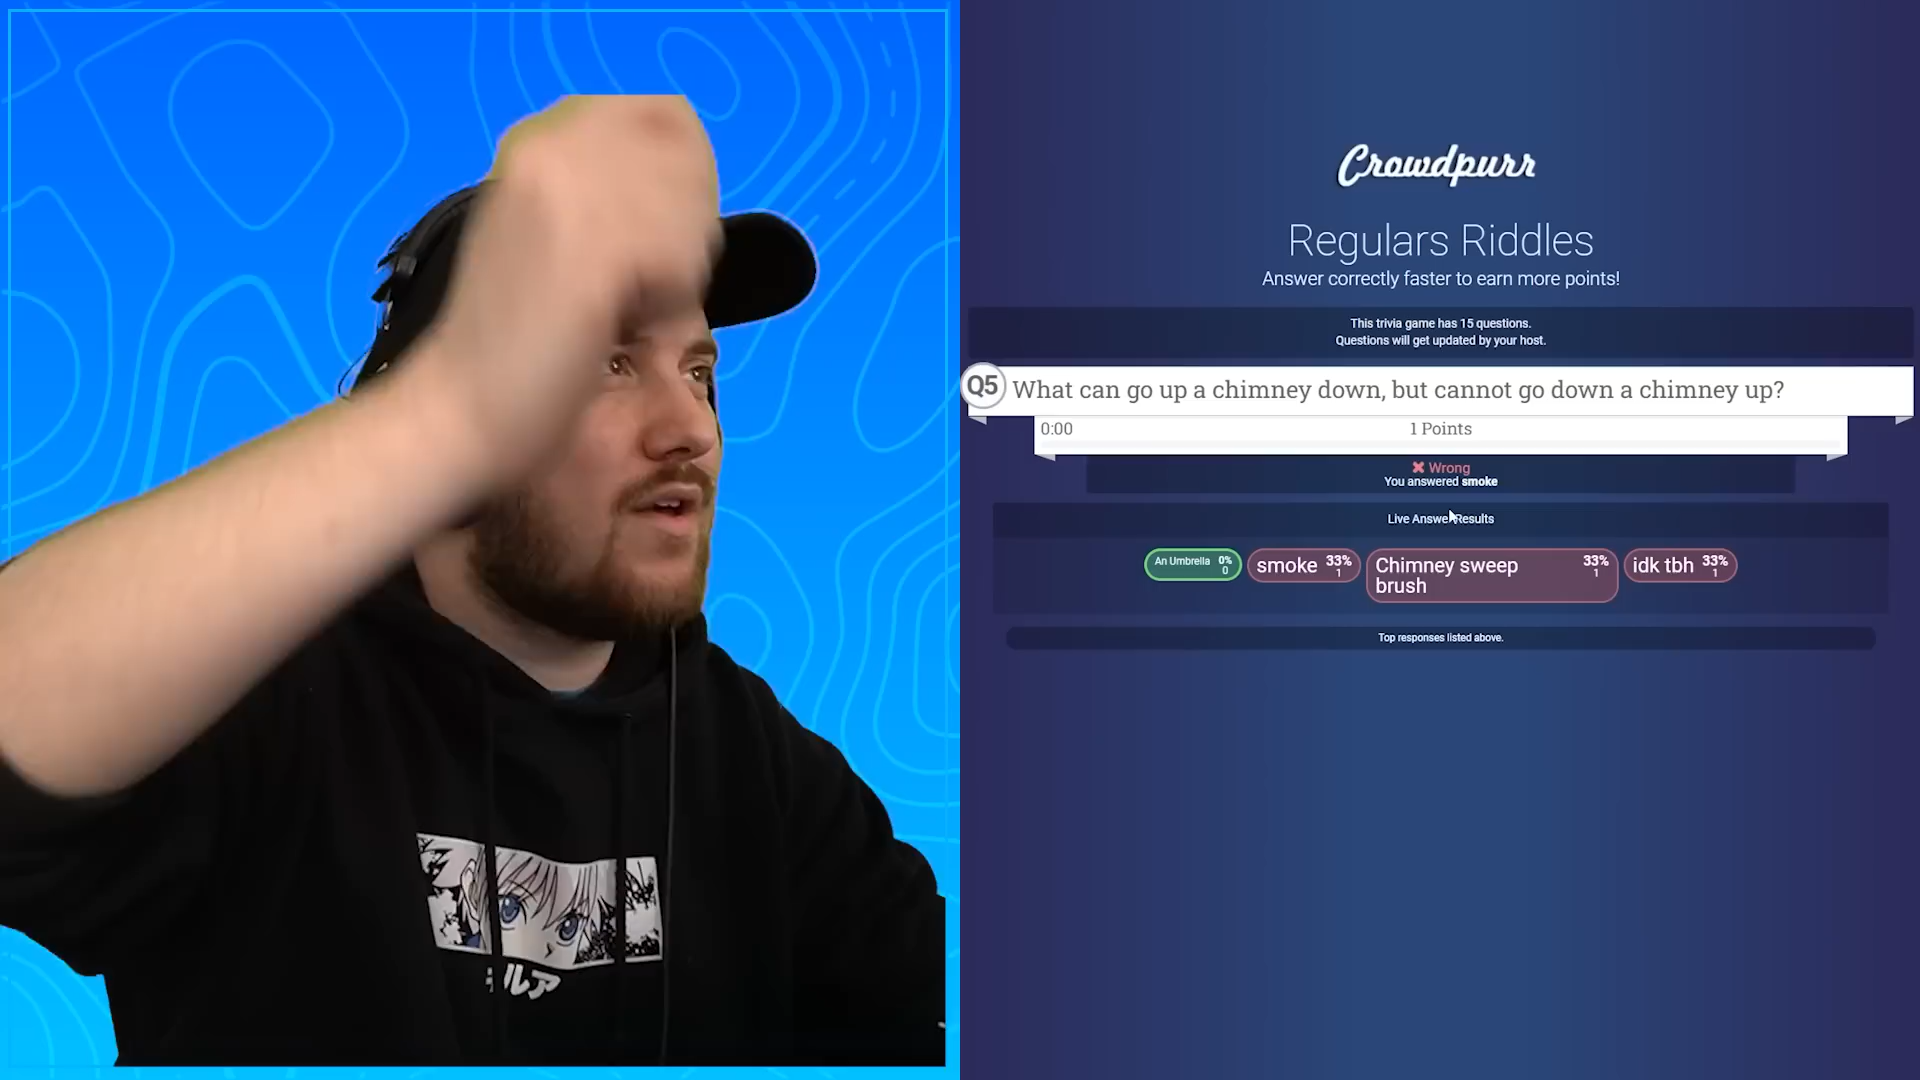 Crowdpurr
Regulars Riddles
Answer correctly faster to earn more points!
This trivia game has 15 questions.
Questions will get updated by your host.
Q5 What can go up a chimney down, but cannot go down a chimney up?
0:00 1 Points
✖ Wrong
You answered smoke
Live Answer Results
An Umbrella 0% 0
smoke 33% 1
Chimney sweep brush 33% 1
idk tbh 33% 1
Top responses listed above.
キルア